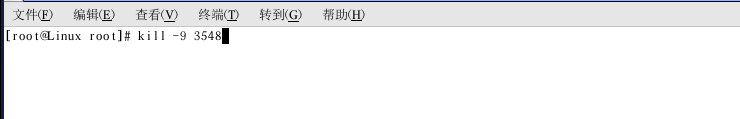 文件(F) 编辑(E) 查看(V) 终端(T) 转到(G) 帮助(H)
[root@Linux root]# kill -9 3548